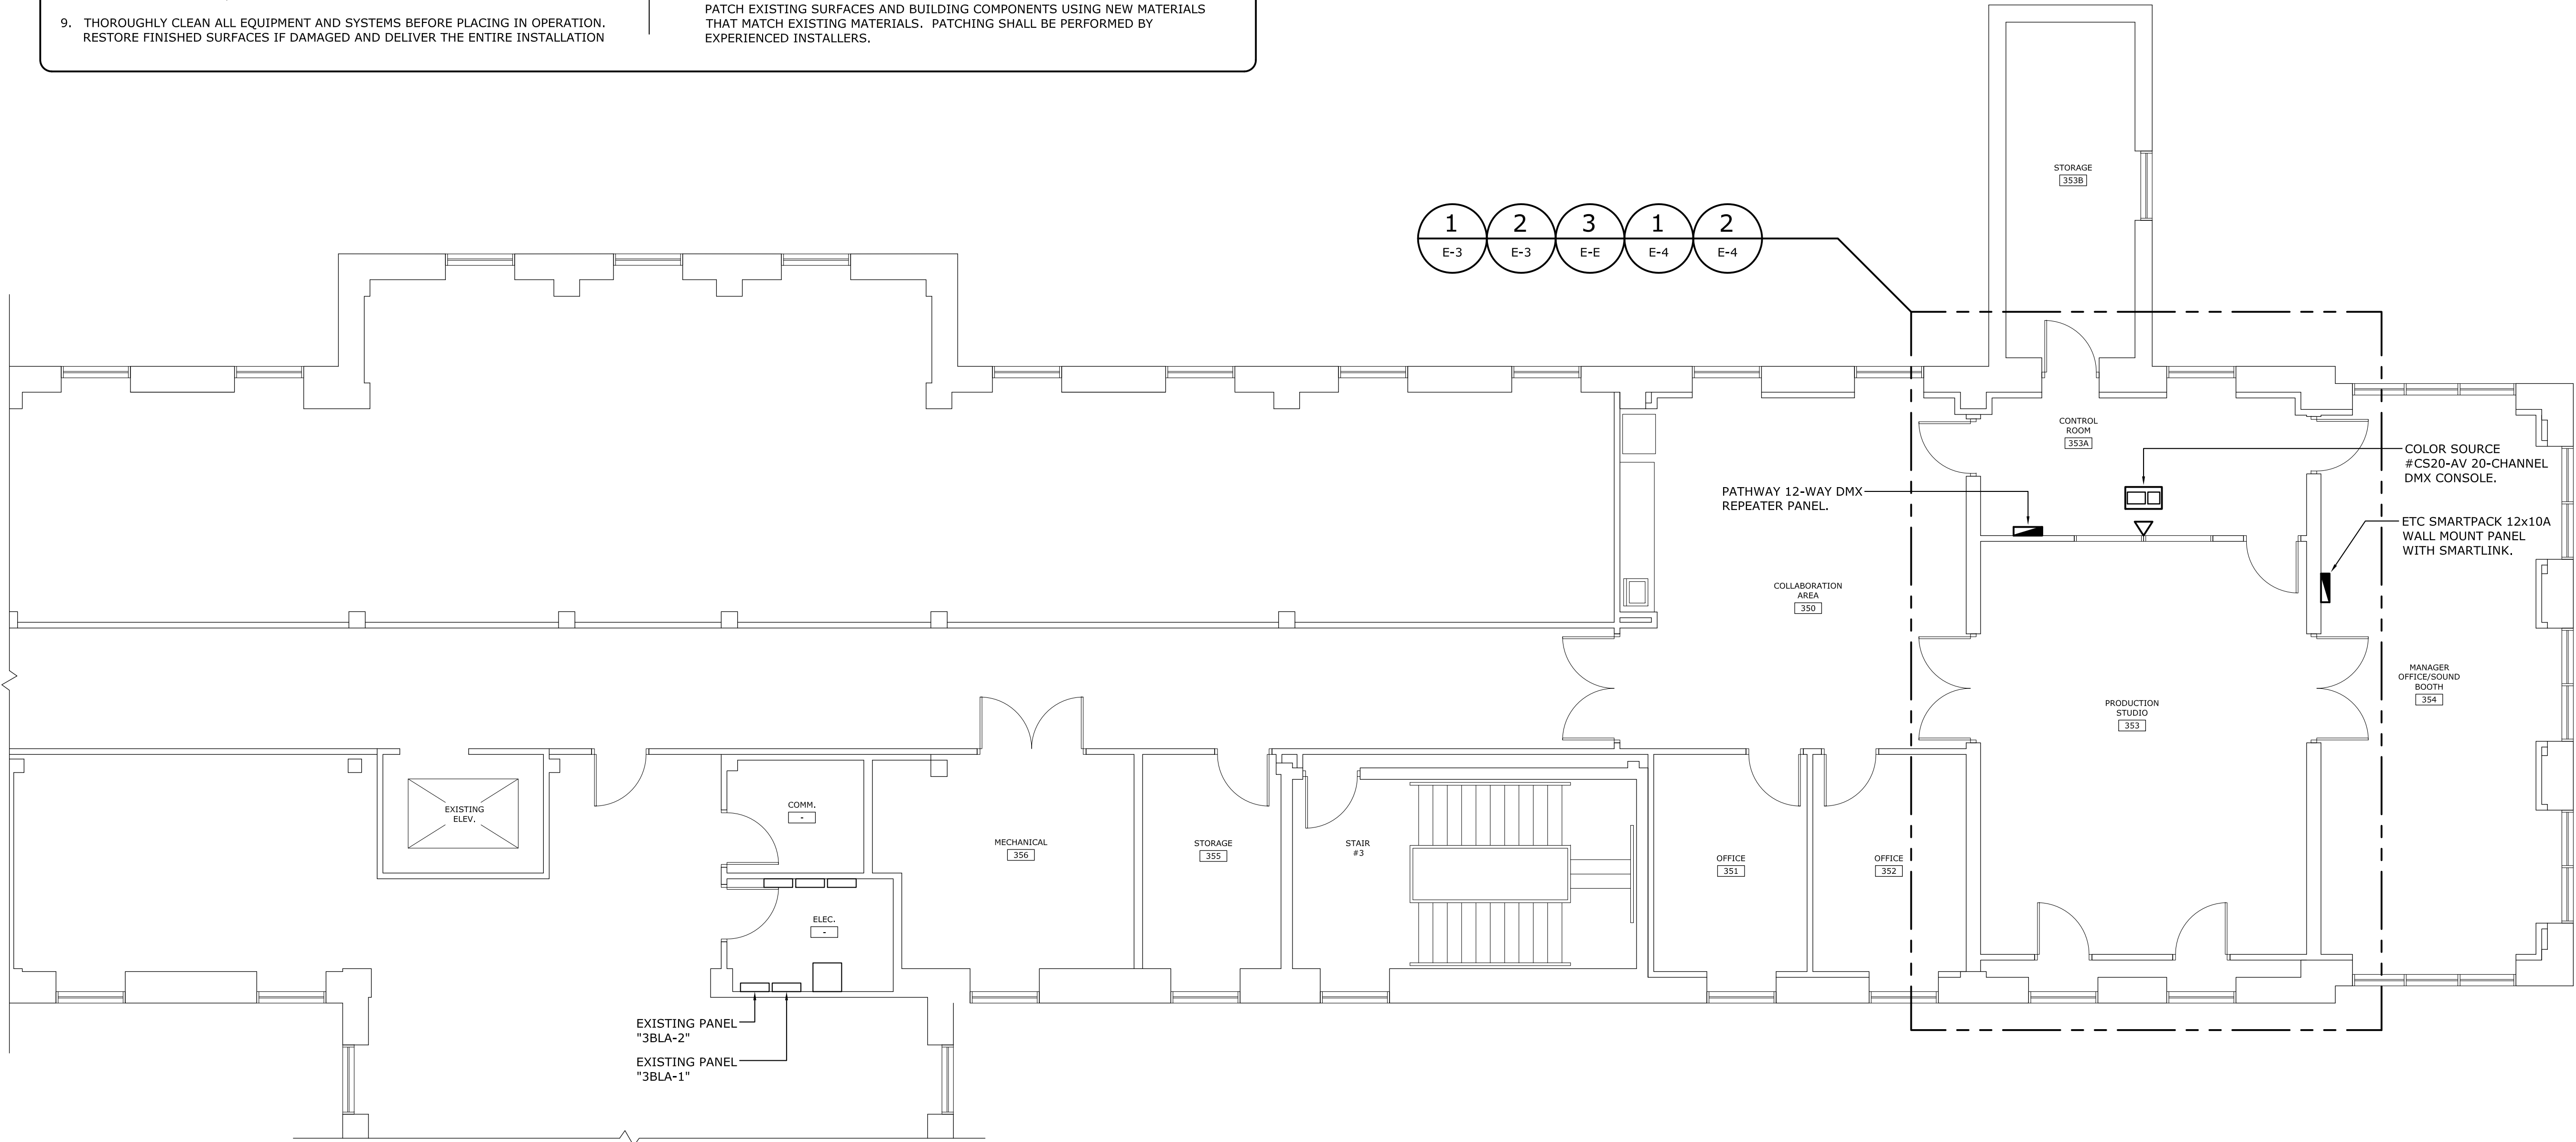 9. THOROUGHLY CLEAN ALL EQUIPMENT AND SYSTEMS BEFORE PLACING IN OPERATION.
RESTORE FINISHED SURFACES IF DAMAGED AND DELIVER THE ENTIRE INSTALLATION
PATCH EXISTING SURFACES AND BUILDING COMPONENTS USING NEW MATERIALS
THAT MATCH EXISTING MATERIALS. PATCHING SHALL BE PERFORMED BY
EXPERIENCED INSTALLERS.
STORAGE
353B
1 2 3 1 2
E-3 E-3 E-E E-4 E-4
CONTROL
ROOM
353A
COLOR SOURCE
#CS20-AV 20-CHANNEL
DMX CONSOLE.
PATHWAY 12-WAY DMX
REPEATER PANEL.
ETC SMARTPACK 12x10A
WALL MOUNT PANEL
WITH SMARTLINK.
COLLABORATION
AREA
350
MANAGER
OFFICE/SOUND
BOOTH
354
PRODUCTION
STUDIO
353
EXISTING
ELEV.
COMM.
-
MECHANICAL
356
STORAGE
355
STAIR
#3
OFFICE
351
OFFICE
352
ELEC.
-
EXISTING PANEL
"3BLA-2"
EXISTING PANEL
"3BLA-1"